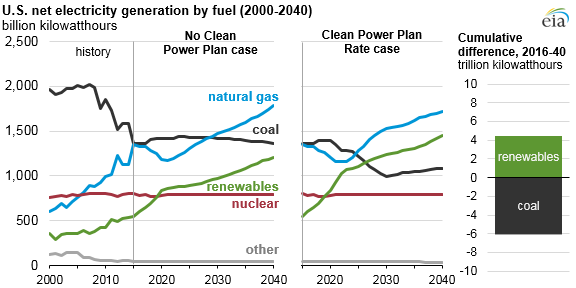 U.S. net electricity generation by fuel (2000-2040)
billion kilowatthours
eia
history
No Clean
Power Plan case
Clean Power Plan
Rate case
Cumulative
difference, 2016-40
trillion kilowatthours
2,500
2,000
1,500
1,000
500
0
natural gas
coal
renewables
nuclear
other
2000 2010 2020 2030 2040
2020 2030 2040
10
8
6
4
2
0
-2
-4
-6
-8
-10
renewables
coal